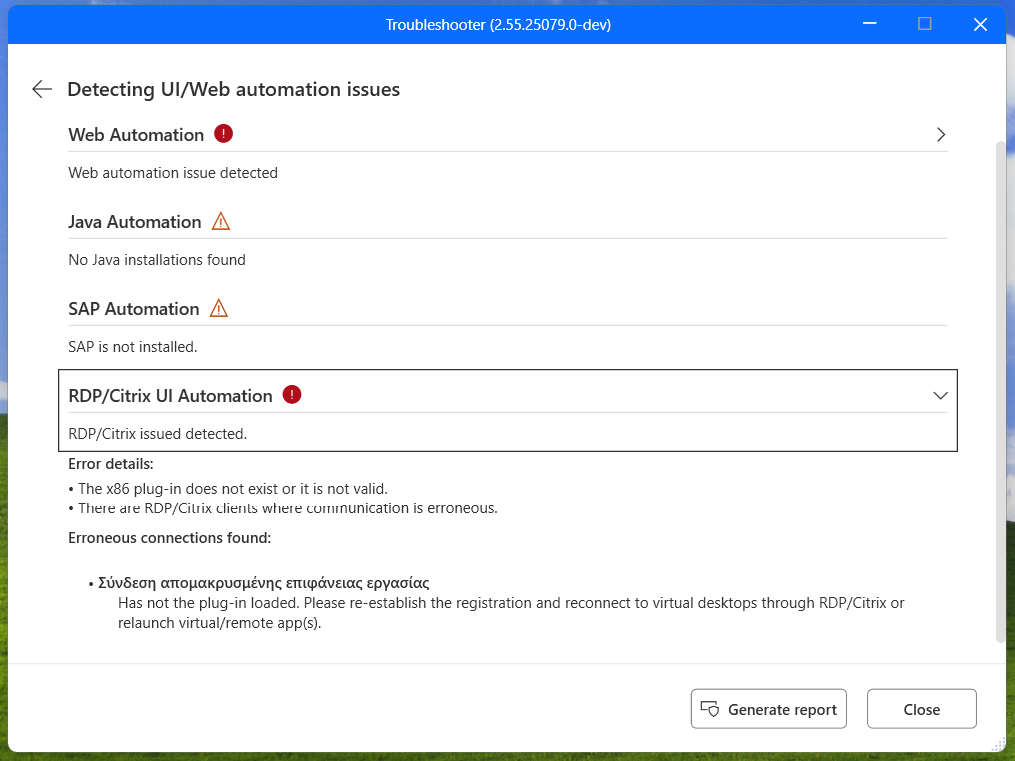 Troubleshooter (2.55.25079.0-dev)
Detecting UI/Web automation issues
Web Automation
Web automation issue detected
Java Automation
No Java installations found
SAP Automation
SAP is not installed.
RDP/Citrix UI Automation
RDP/Citrix issued detected.
Error details:
• The x86 plug-in does not exist or it is not valid.
• There are RDP/Citrix clients where communication is erroneous.
Erroneous connections found:
• Σύνδεση απομακρυσμένης επιφάνειας εργασίας
Has not the plug-in loaded. Please re-establish the registration and reconnect to virtual desktops through RDP/Citrix or
relaunch virtual/remote app(s).
Generate report
Close